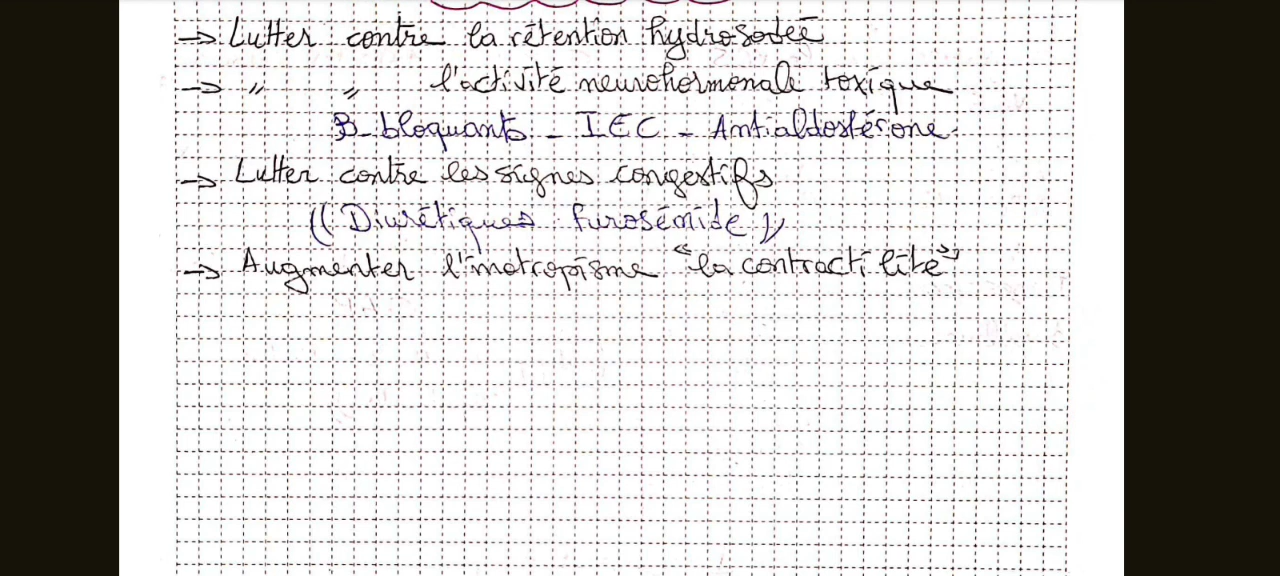 → Lutter contre la rétention hydrosodée
→ " " l'activité neurohormonale toxique
B-bloquants - IEC - Antialdostérone.
→ Lutter contre les signes congestifs
(( Diurétiques furosémide ))
→ Augmenter l'inotropisme "la contractilité"